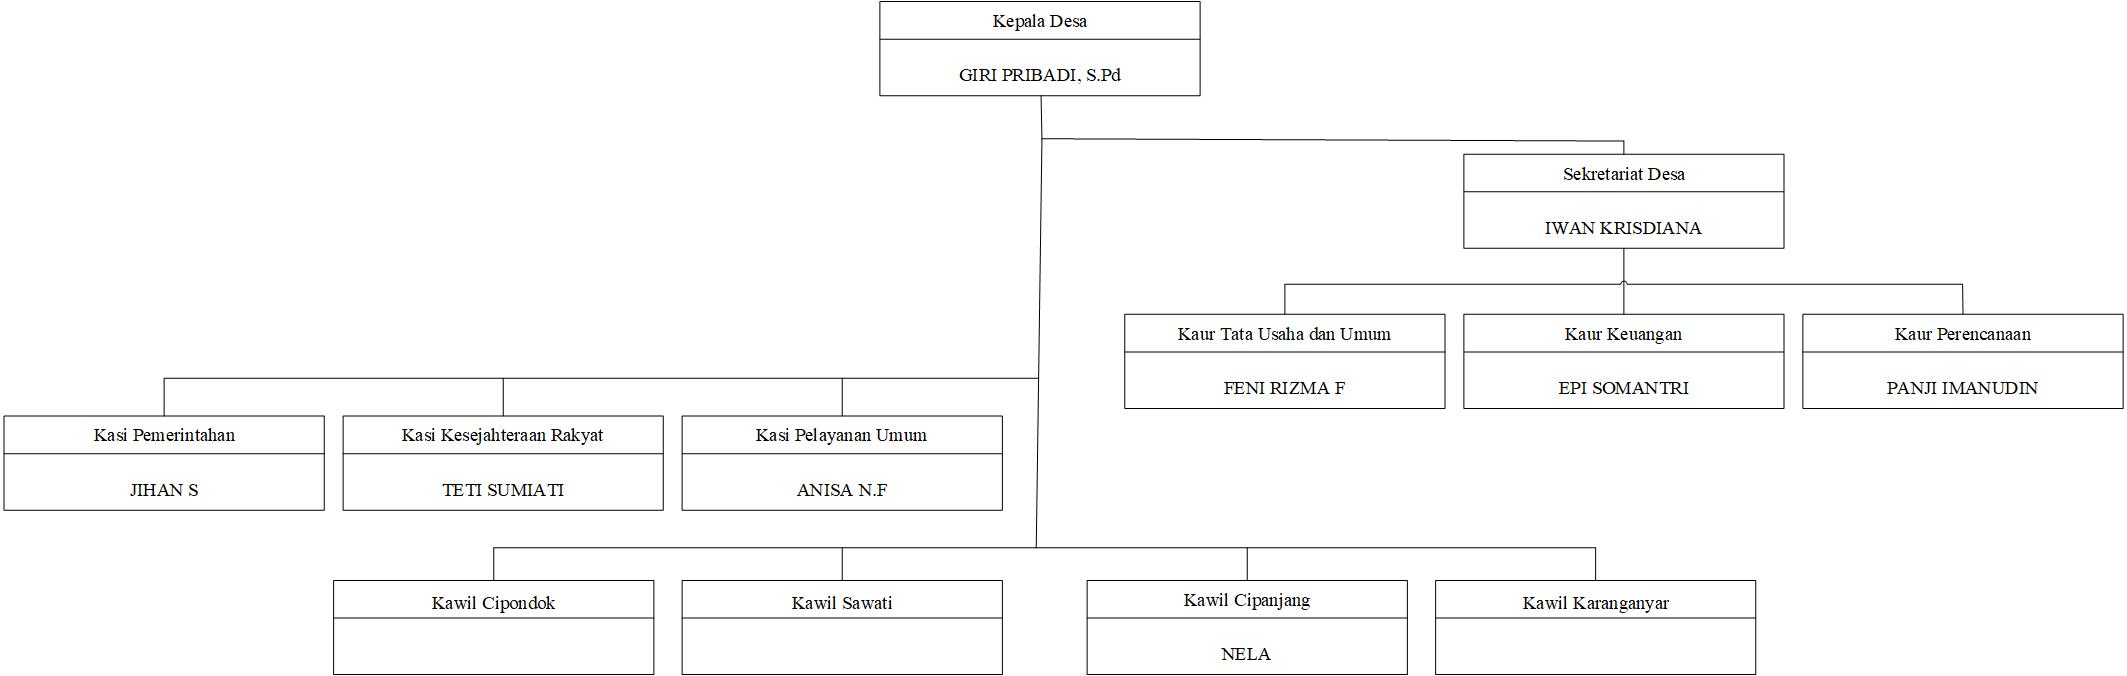 Kepala Desa
GIRI PRIBADI, S.Pd
Sekretariat Desa
IWAN KRISDIANA
Kaur Tata Usaha dan Umum
FENI RIZMA F
Kaur Keuangan
EPI SOMANTRI
Kaur Perencanaan
PANJI IMANUDIN
Kasi Pemerintahan
JIHAN S
Kasi Kesejahteraan Rakyat
TETI SUMIATI
Kasi Pelayanan Umum
ANISA N.F
Kawil Cipondok
Kawil Sawati
Kawil Cipanjang
NELA
Kawil Karanganyar